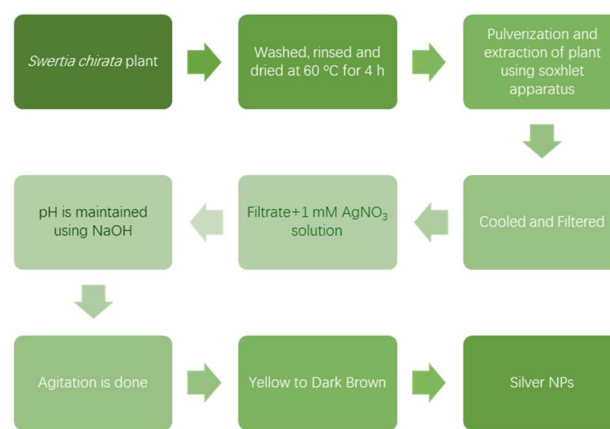 Swertia chirata plant
Washed, rinsed and
dried at 60 ºC for 4 h
Pulverization and
extraction of plant
using soxhlet
apparatus
Cooled and Filtered
Filtrate+1 mM AgNO₃
solution
pH is maintained
using NaOH
Agitation is done
Yellow to Dark Brown
Silver NPs